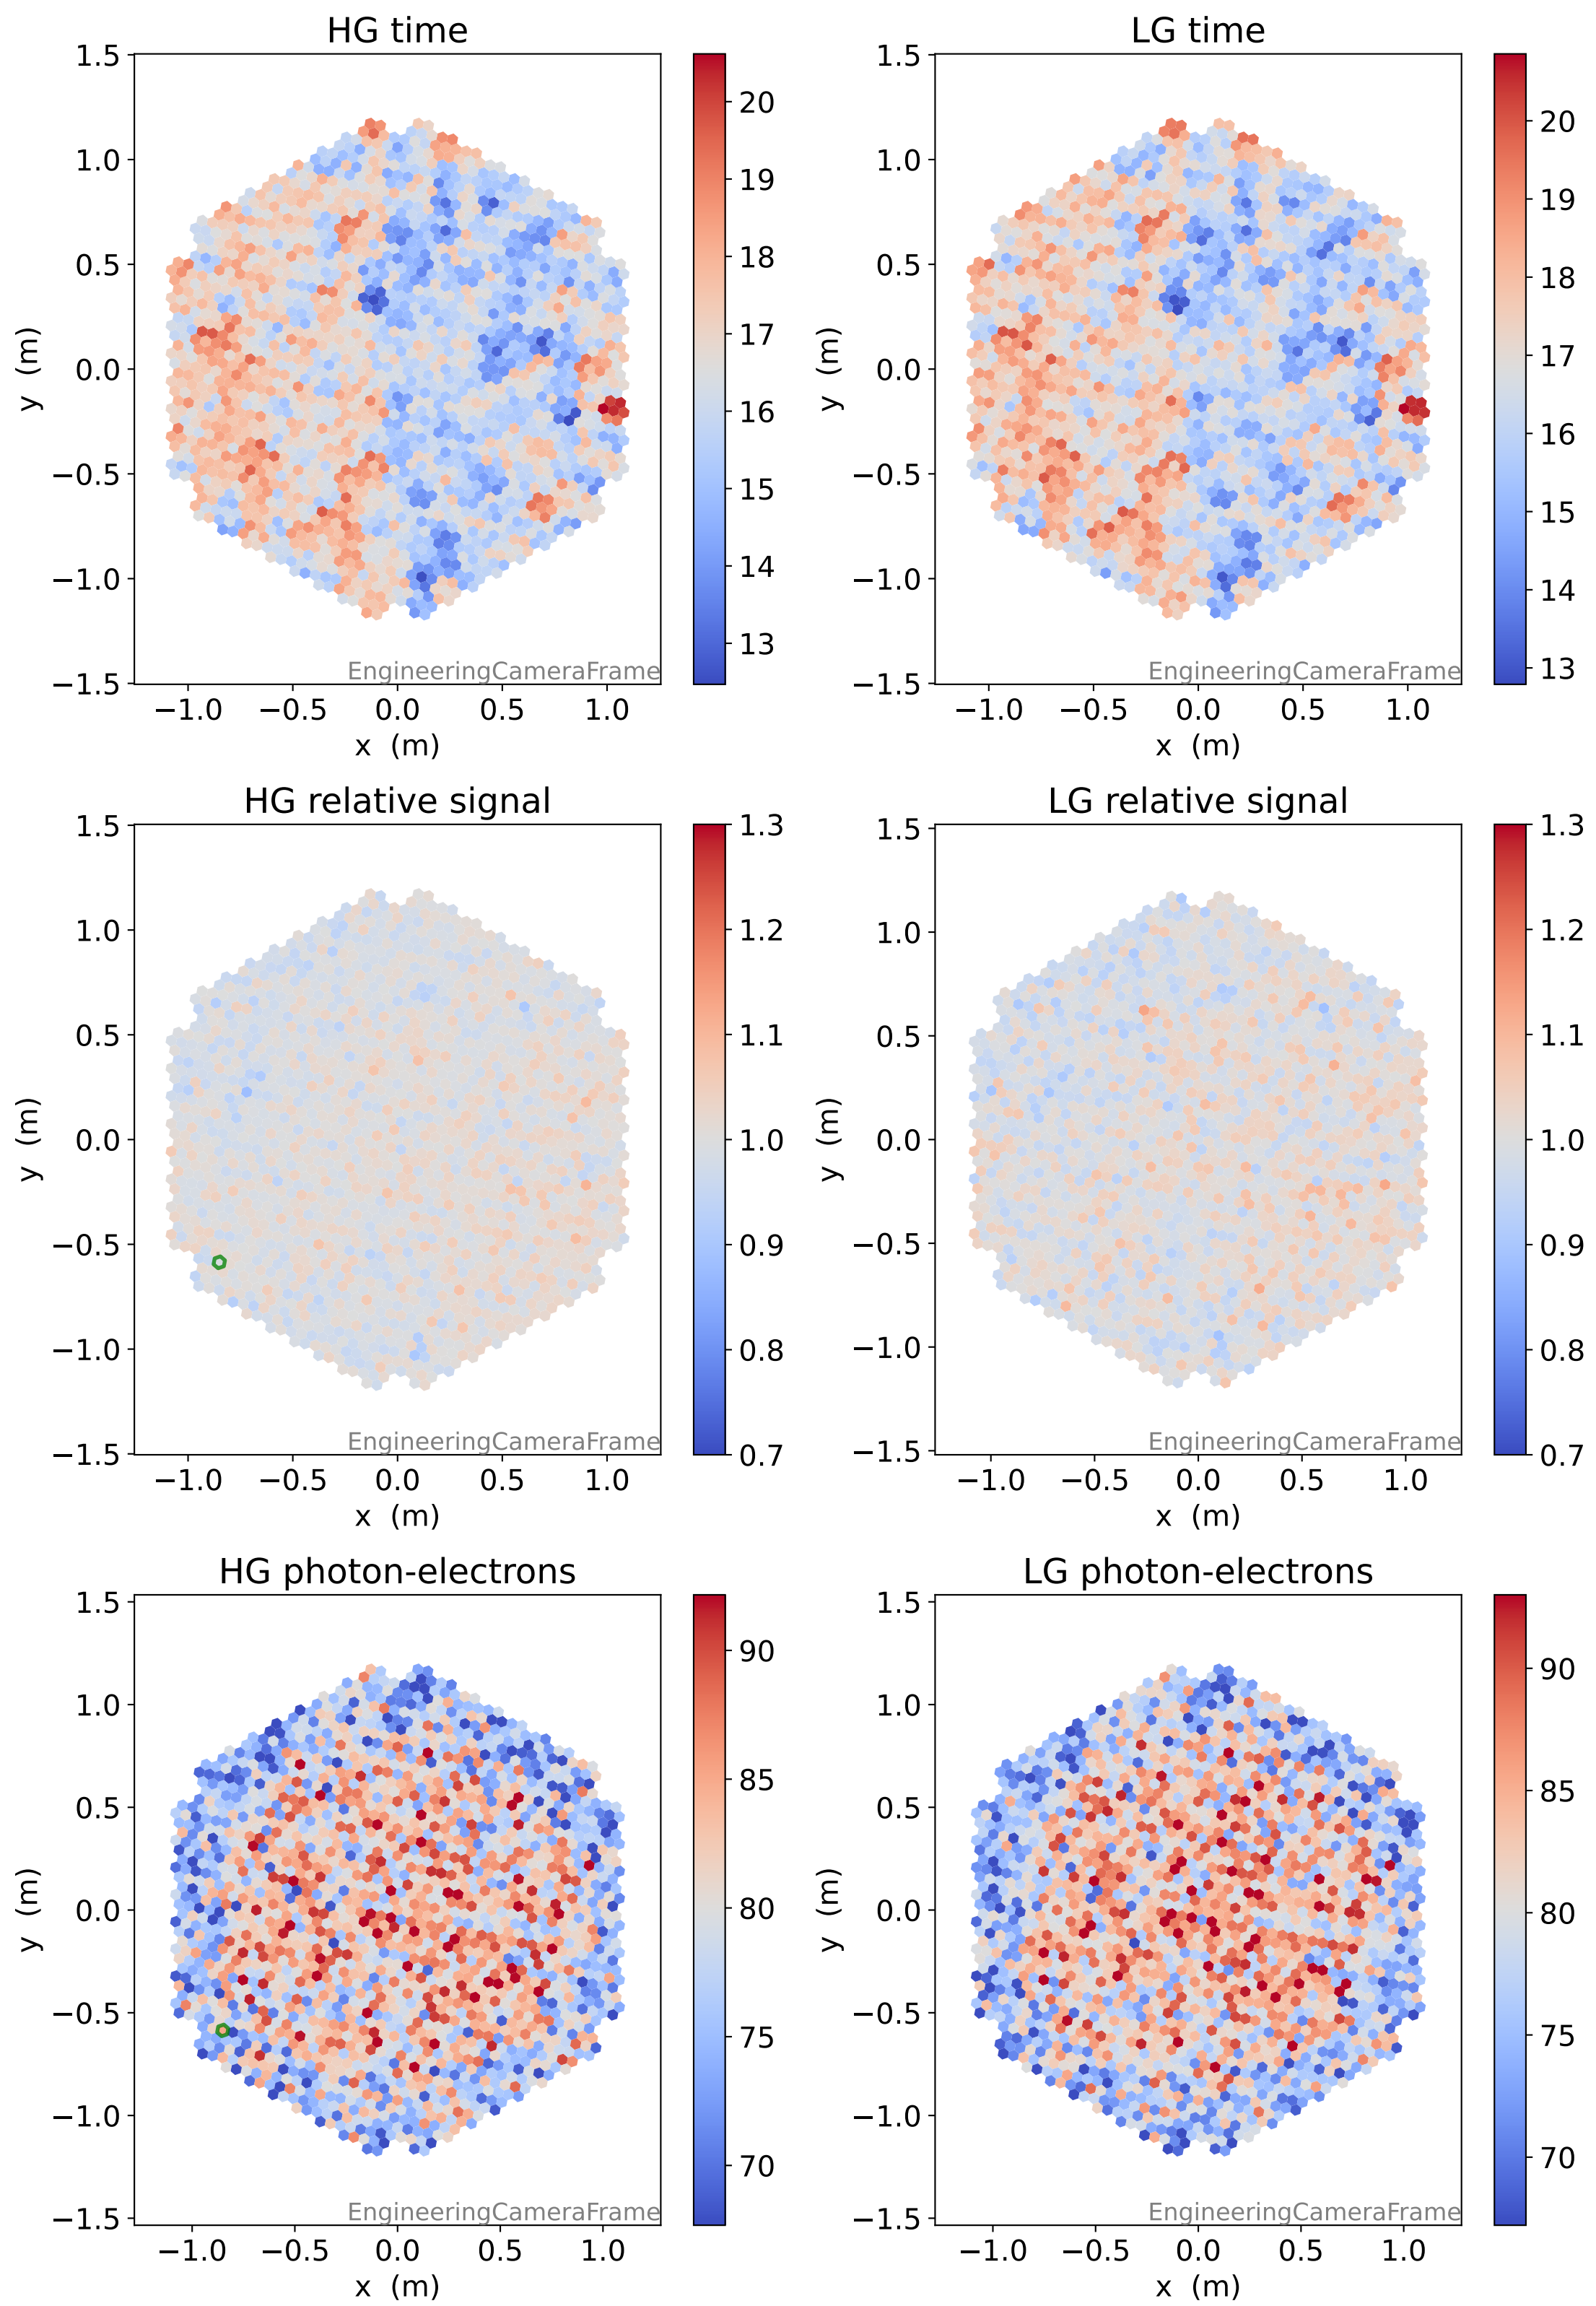 HG time
1.5
1.0
0.5
0.0
−0.5
−1.0
−1.5
y (m)
EngineeringCameraFrame
−1.0 −0.5 0.0 0.5 1.0
x (m)
20
19
18
17
16
15
14
13
LG time
1.5
1.0
0.5
0.0
−0.5
−1.0
−1.5
y (m)
EngineeringCameraFrame
−1.0 −0.5 0.0 0.5 1.0
x (m)
20
19
18
17
16
15
14
13
HG relative signal
1.5
1.0
0.5
0.0
−0.5
−1.0
−1.5
y (m)
EngineeringCameraFrame
−1.0 −0.5 0.0 0.5 1.0
x (m)
1.3
1.2
1.1
1.0
0.9
0.8
0.7
LG relative signal
1.5
1.0
0.5
0.0
−0.5
−1.0
−1.5
y (m)
EngineeringCameraFrame
−1.0 −0.5 0.0 0.5 1.0
x (m)
1.3
1.2
1.1
1.0
0.9
0.8
0.7
HG photon-electrons
1.5
1.0
0.5
0.0
−0.5
−1.0
−1.5
y (m)
EngineeringCameraFrame
−1.0 −0.5 0.0 0.5 1.0
x (m)
90
85
80
75
70
LG photon-electrons
1.5
1.0
0.5
0.0
−0.5
−1.0
−1.5
y (m)
EngineeringCameraFrame
−1.0 −0.5 0.0 0.5 1.0
x (m)
90
85
80
75
70